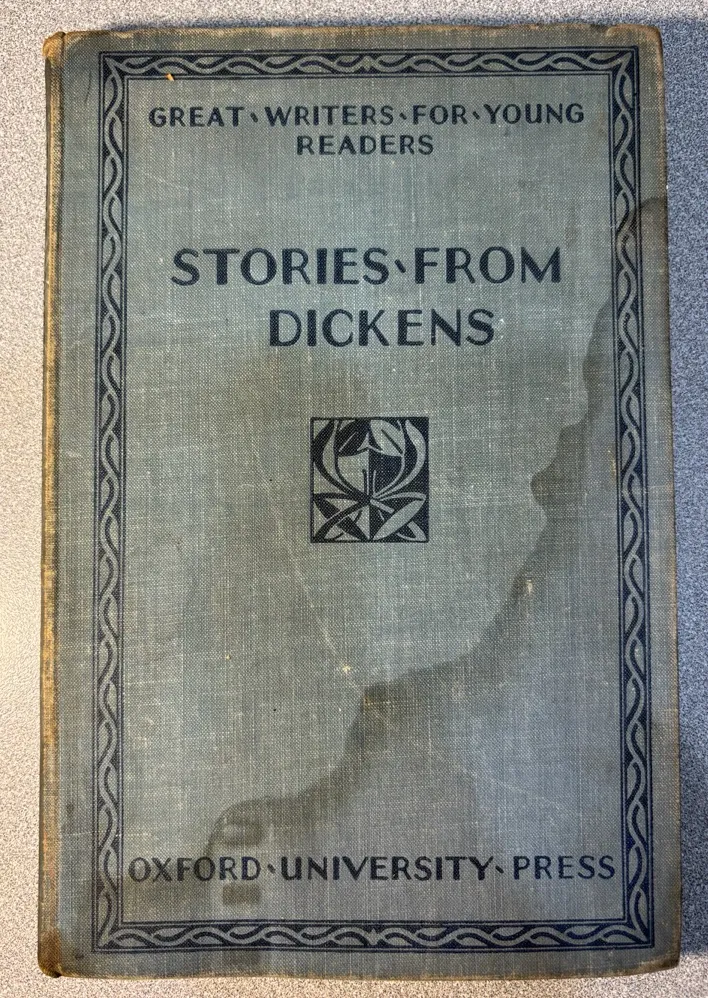 GREAT·WRITERS·FOR·YOUNG
READERS
STORIES·FROM
DICKENS
OXFORD·UNIVERSITY·PRESS